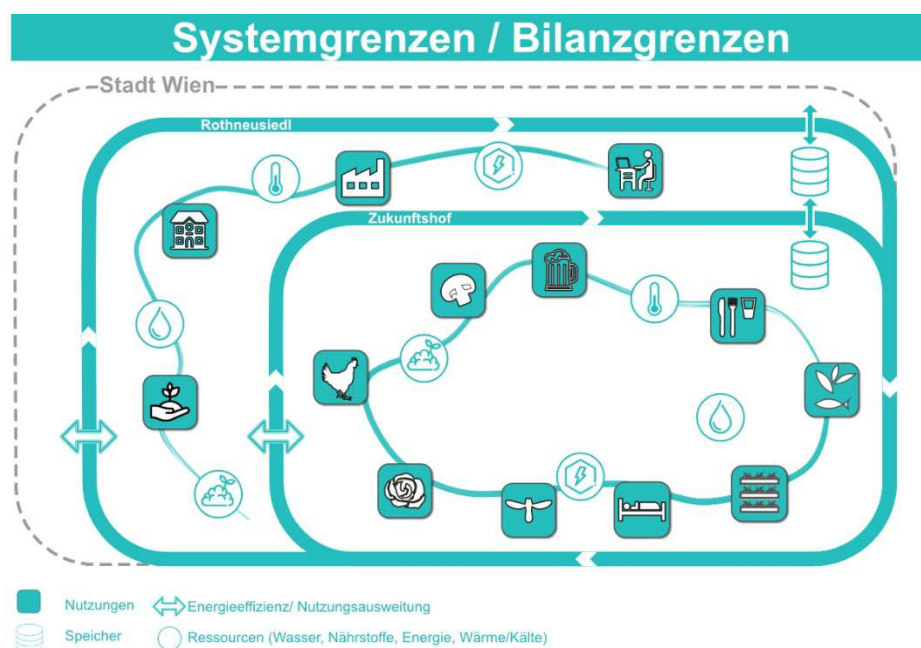 Systemgrenzen / Bilanzgrenzen
Stadt Wien
Rothneusiedl
Zukunftshof
Nutzungen
Energieeffizienz/ Nutzungsausweitung
Speicher
Ressourcen (Wasser, Nährstoffe, Energie, Wärme/Kälte)